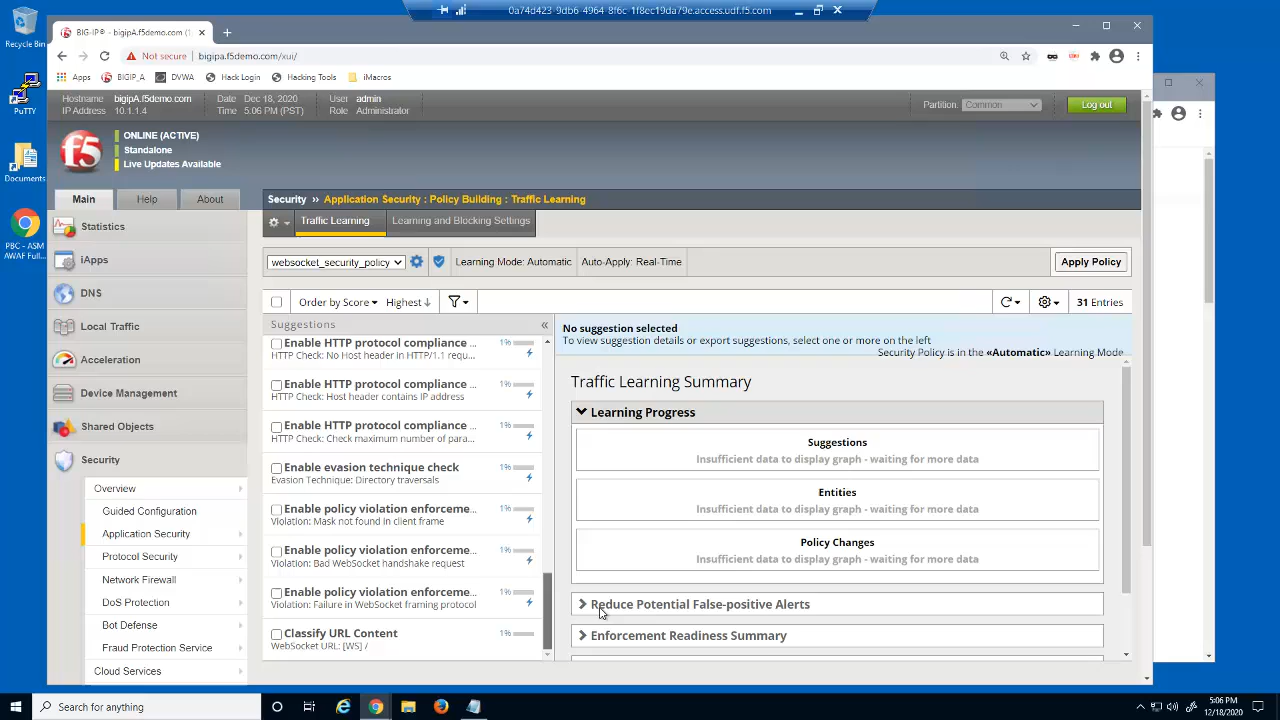 0a74d423-9db6-4964-8f6c-1f8ec19da79e.access.udf.f5.com
Recycle Bin
PuTTY
Documents
PBC - ASM
AWAF Full...
BIG-IP® - bigipa.f5demo.com (1
Not secure
bigipa.f5demo.com/xui/
Apps
BIGIP_A
DVWA
Hack Login
Hacking Tools
iMacros
Hostname bigipA.f5demo.com
IP Address 10.1.1.4
Date Dec 18, 2020
Time 5:06 PM (PST)
User admin
Role Administrator
Partition: Common
Log out
f5
ONLINE (ACTIVE)
Standalone
Live Updates Available
Main
Help
About
Security » Application Security : Policy Building : Traffic Learning
Traffic Learning
Learning and Blocking Settings
Statistics
iApps
DNS
Local Traffic
Acceleration
Device Management
Shared Objects
Security
Overview
Guided Configuration
Application Security
Protocol Security
Network Firewall
DoS Protection
Bot Defense
Fraud Protection Service
Cloud Services
websocket_security_policy
Learning Mode: Automatic
Auto-Apply: Real-Time
Apply Policy
Order by Score
Highest
31 Entries
Suggestions
Enable HTTP protocol compliance ... 1%
HTTP Check: No Host header in HTTP/1.1 requ...
Enable HTTP protocol compliance ... 1%
HTTP Check: Host header contains IP address
Enable HTTP protocol compliance ... 1%
HTTP Check: Check maximum number of para...
Enable evasion technique check 1%
Evasion Technique: Directory traversals
Enable policy violation enforceme... 1%
Violation: Mask not found in client frame
Enable policy violation enforceme... 1%
Violation: Bad WebSocket handshake request
Enable policy violation enforceme... 1%
Violation: Failure in WebSocket framing protocol
Classify URL Content 1%
WebSocket URL: [WS] /
No suggestion selected
To view suggestion details or export suggestions, select one or more on the left
Security Policy is in the «Automatic» Learning Mode
Traffic Learning Summary
Learning Progress
Suggestions
Insufficient data to display graph - waiting for more data
Entities
Insufficient data to display graph - waiting for more data
Policy Changes
Insufficient data to display graph - waiting for more data
Reduce Potential False-positive Alerts
Enforcement Readiness Summary
Search for anything
5:06 PM
12/18/2020